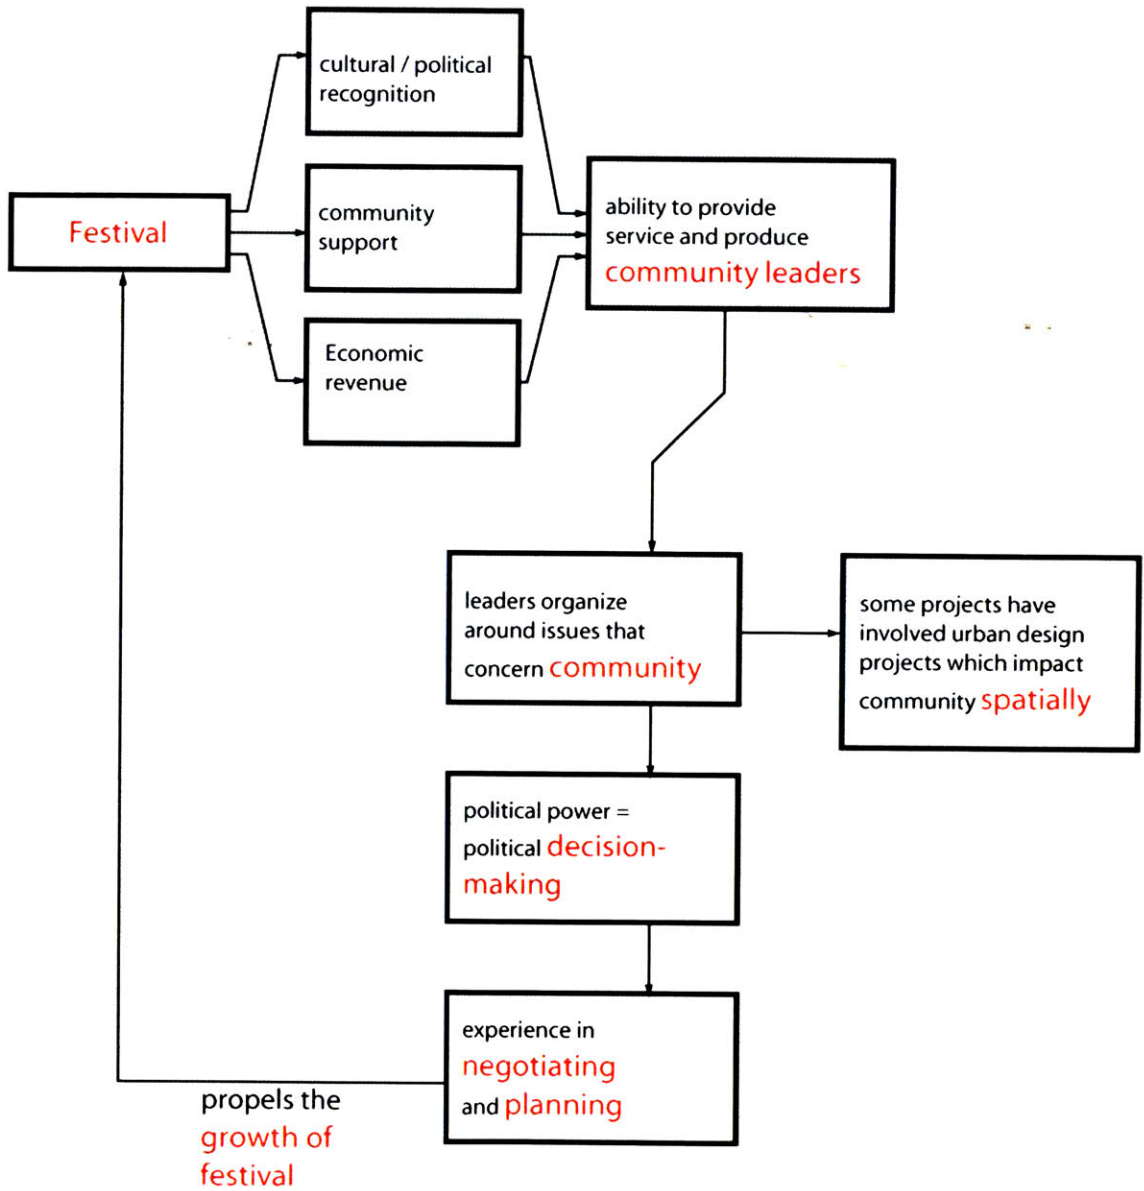 cultural / political
recognition
Festival
community
support
ability to provide
service and produce
community leaders
Economic
revenue
leaders organize
around issues that
concern community
some projects have
involved urban design
projects which impact
community spatially
political power =
political decision-
making
experience in
negotiating
and planning
propels the
growth of
festival